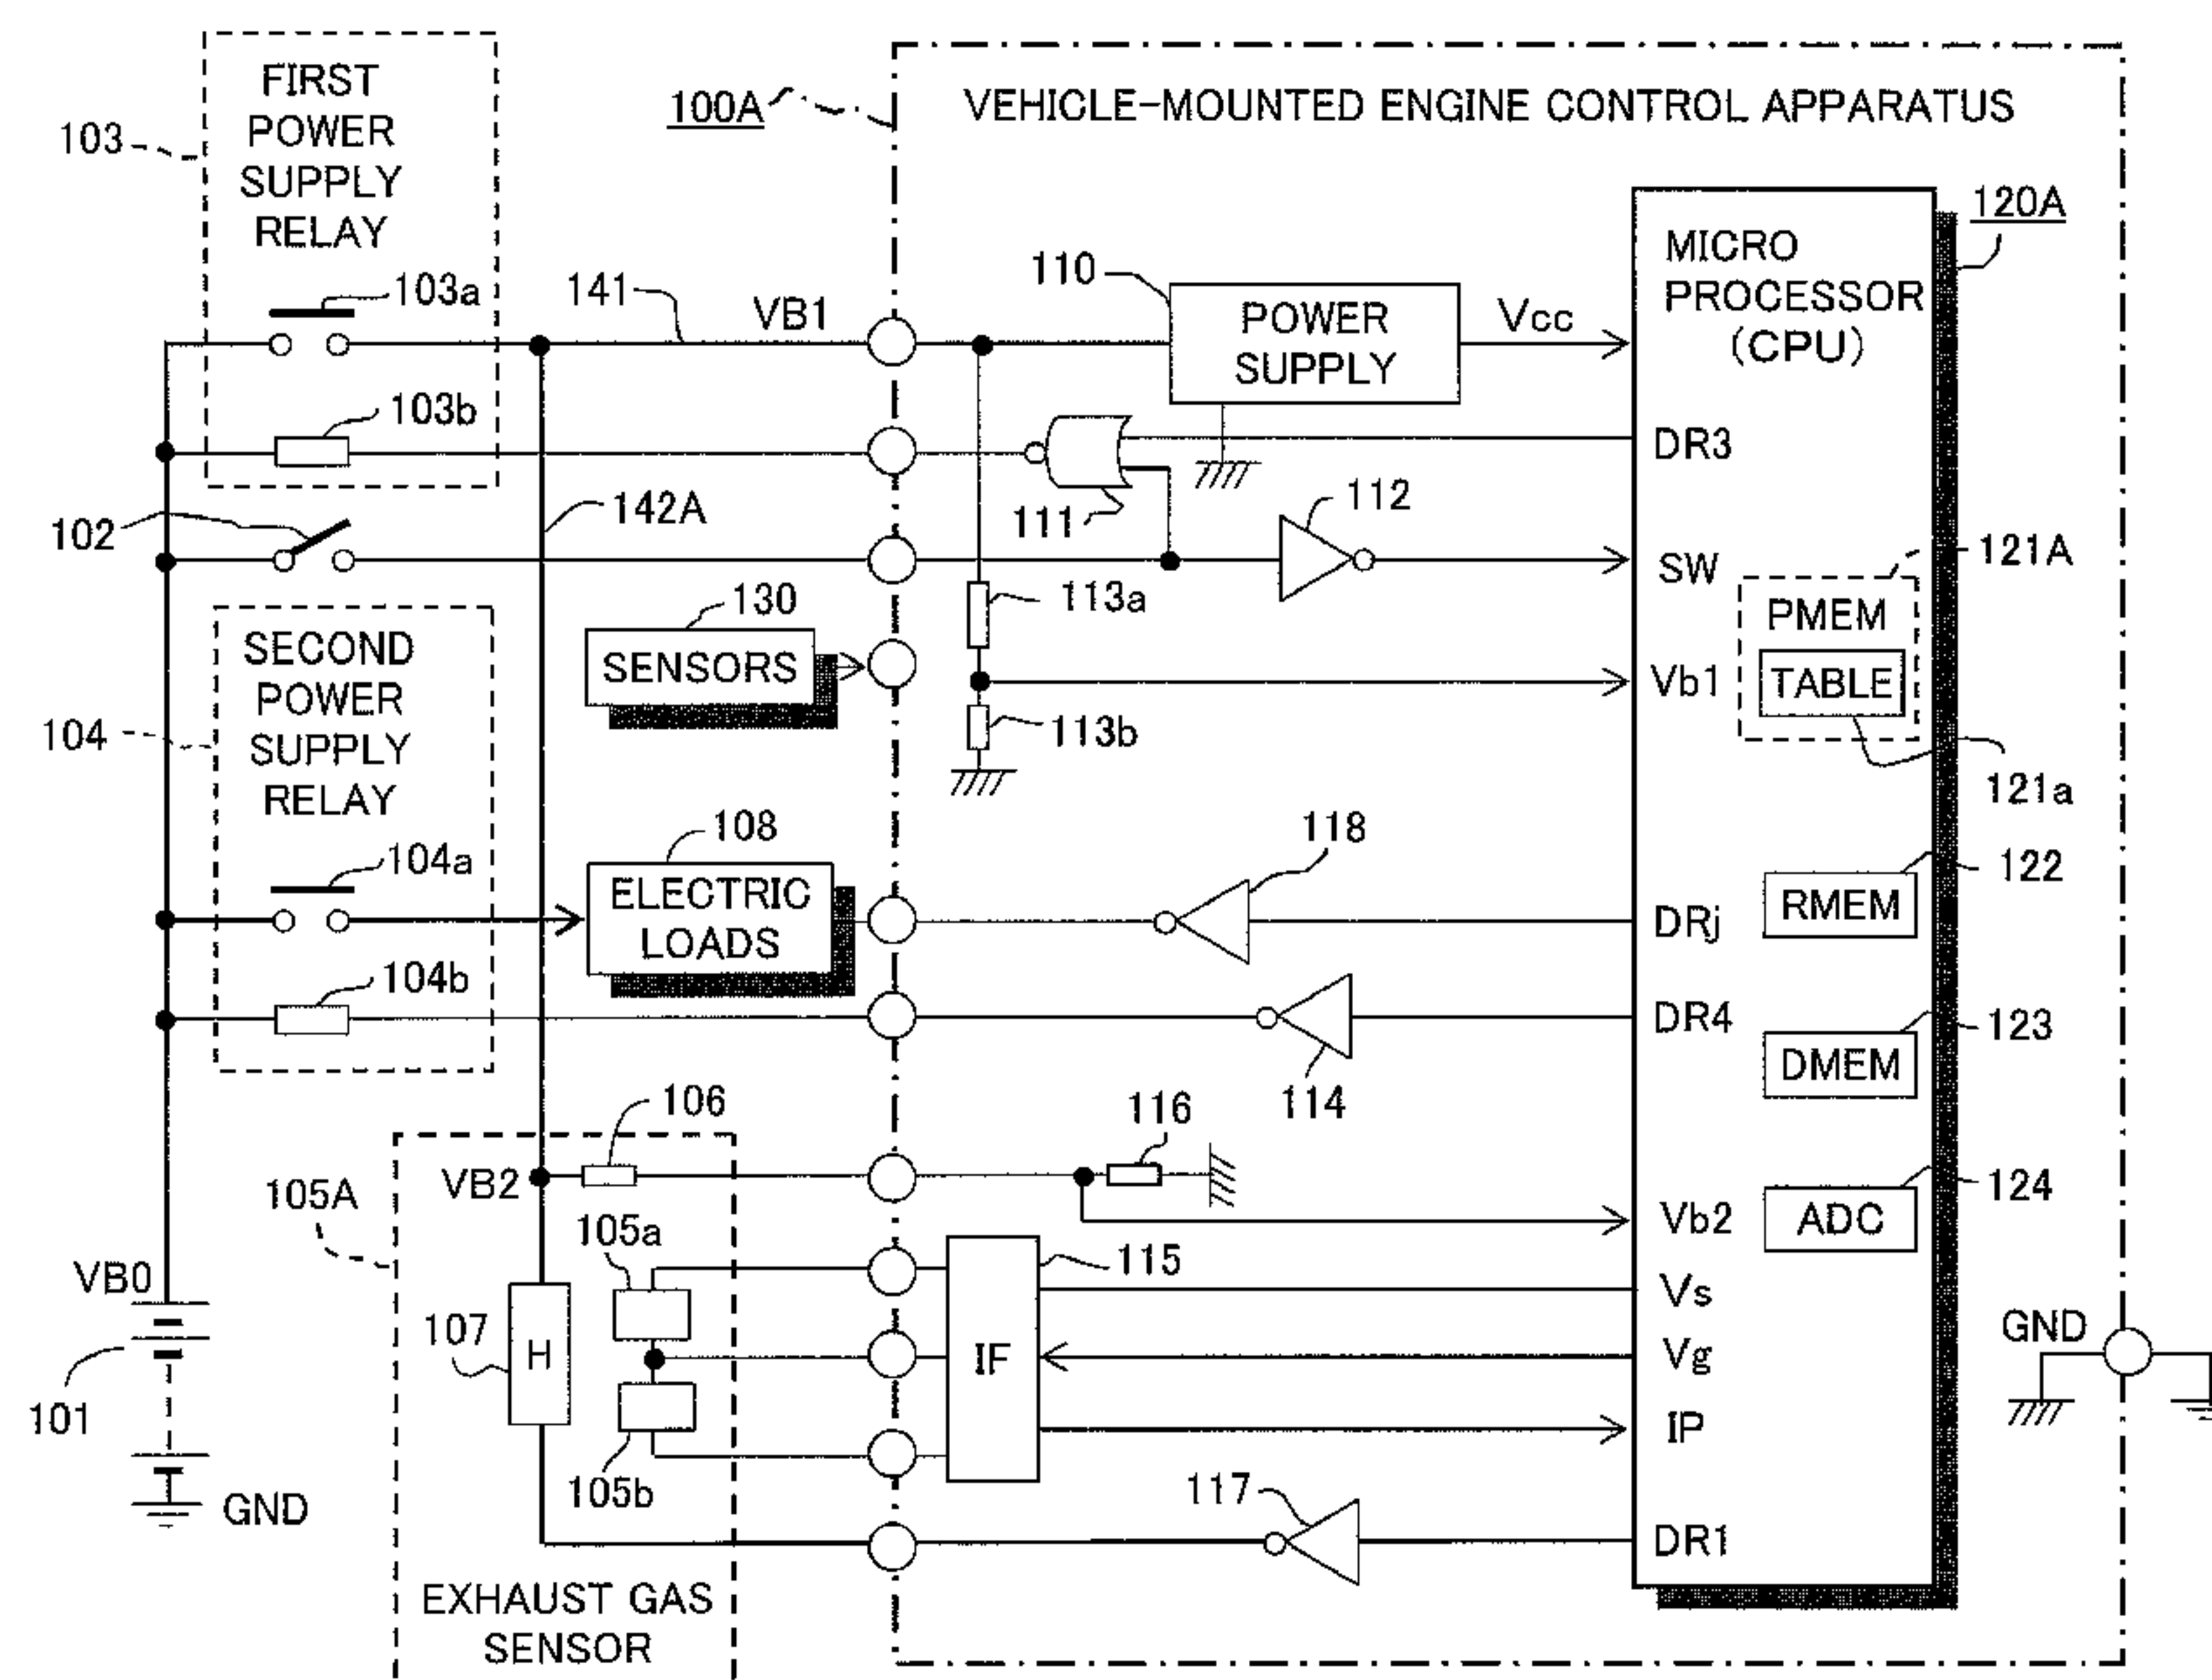 FIRST
POWER
SUPPLY
RELAY
103
103a
103b
141
VB1
142A
102
100A
VEHICLE-MOUNTED ENGINE CONTROL APPARATUS
120A
MICRO
PROCESSOR
(CPU)
110
POWER
SUPPLY
Vcc
DR3
111
112
SW
121A
PMEM
TABLE
121a
130
SENSORS
113a
Vb1
113b
SECOND
POWER
SUPPLY
RELAY
104
104a
104b
108
ELECTRIC
LOADS
118
DRj
RMEM
122
DR4
114
DMEM
123
106
116
VB2
105A
Vb2
ADC
124
105a
115
Vs
VB0
107
H
IF
Vg
GND
101
IP
105b
117
GND
DR1
EXHAUST GAS
SENSOR